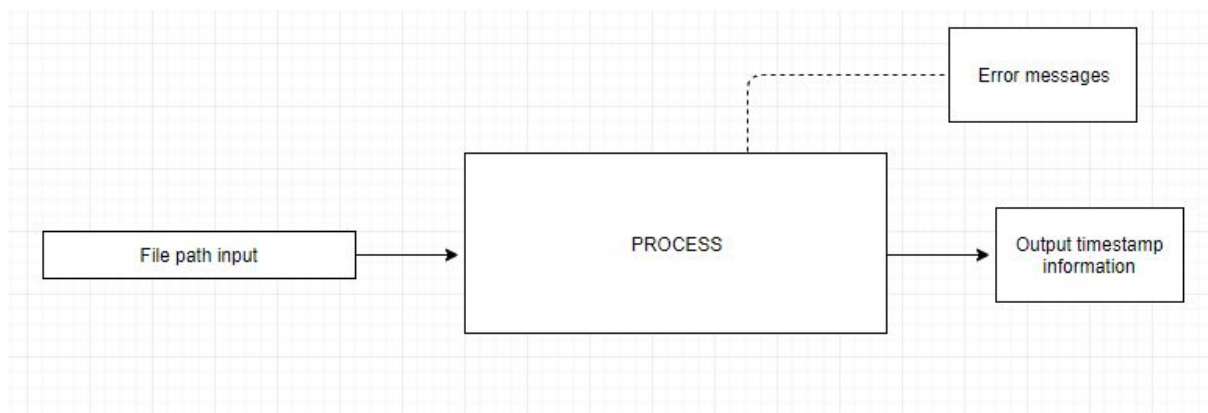 Error messages
File path input
PROCESS
Output timestamp
information